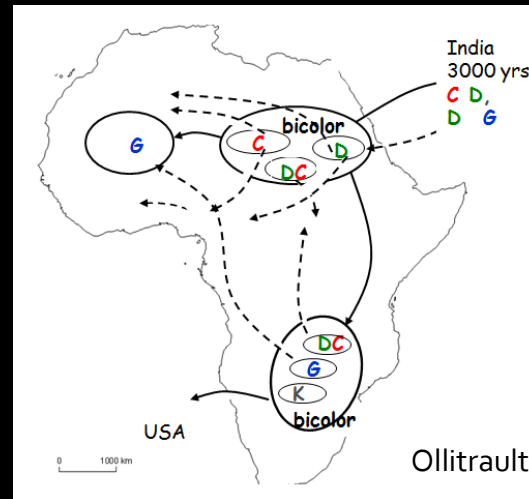 India
3000 yrs
C D,
D G
bicolor
G
C
D
DC
DC
G
K
bicolor
USA
0 1000 km
Ollitrault